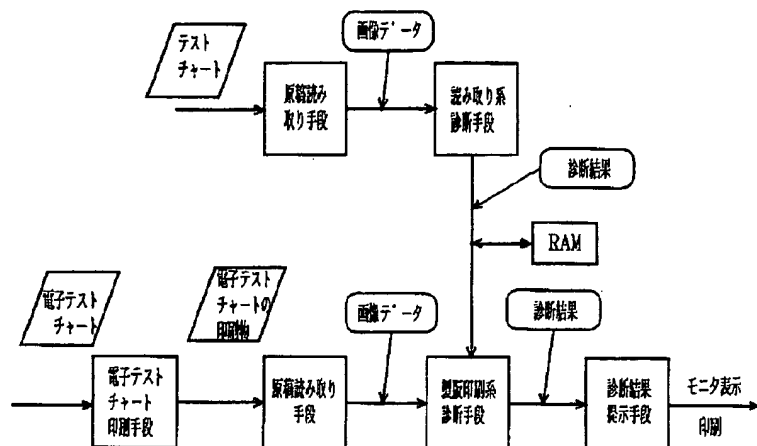 テスト
チャート
画像データ
原稿読み
取り手段
読み取り系
診断手段
診断結果
RAM
電子テスト
チャート
電子テスト
チャートの
印刷物
画像データ
診断結果
電子テスト
チャート
印刷手段
原稿読み取り
手段
製版印刷系
診断手段
診断結果
提示手段
モニタ表示
印刷